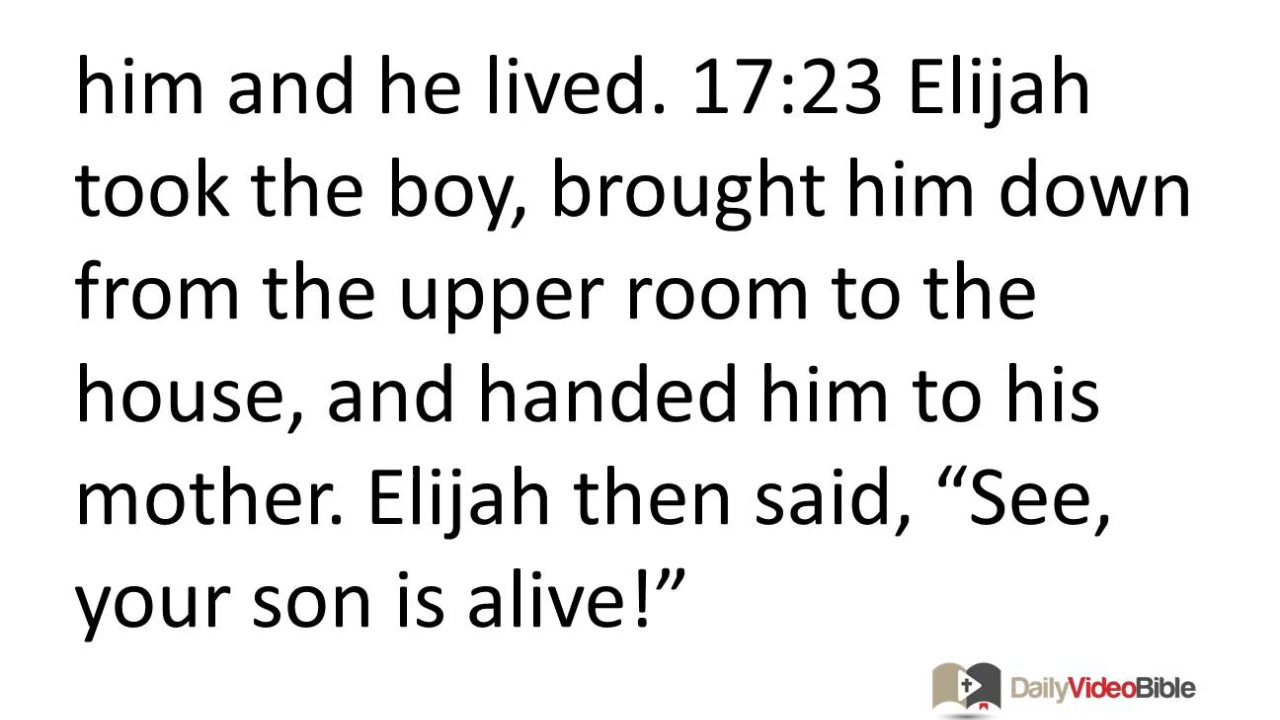 him and he lived. 17:23 Elijah
took the boy, brought him down
from the upper room to the
house, and handed him to his
mother. Elijah then said, “See,
your son is alive!”
DailyVideoBible